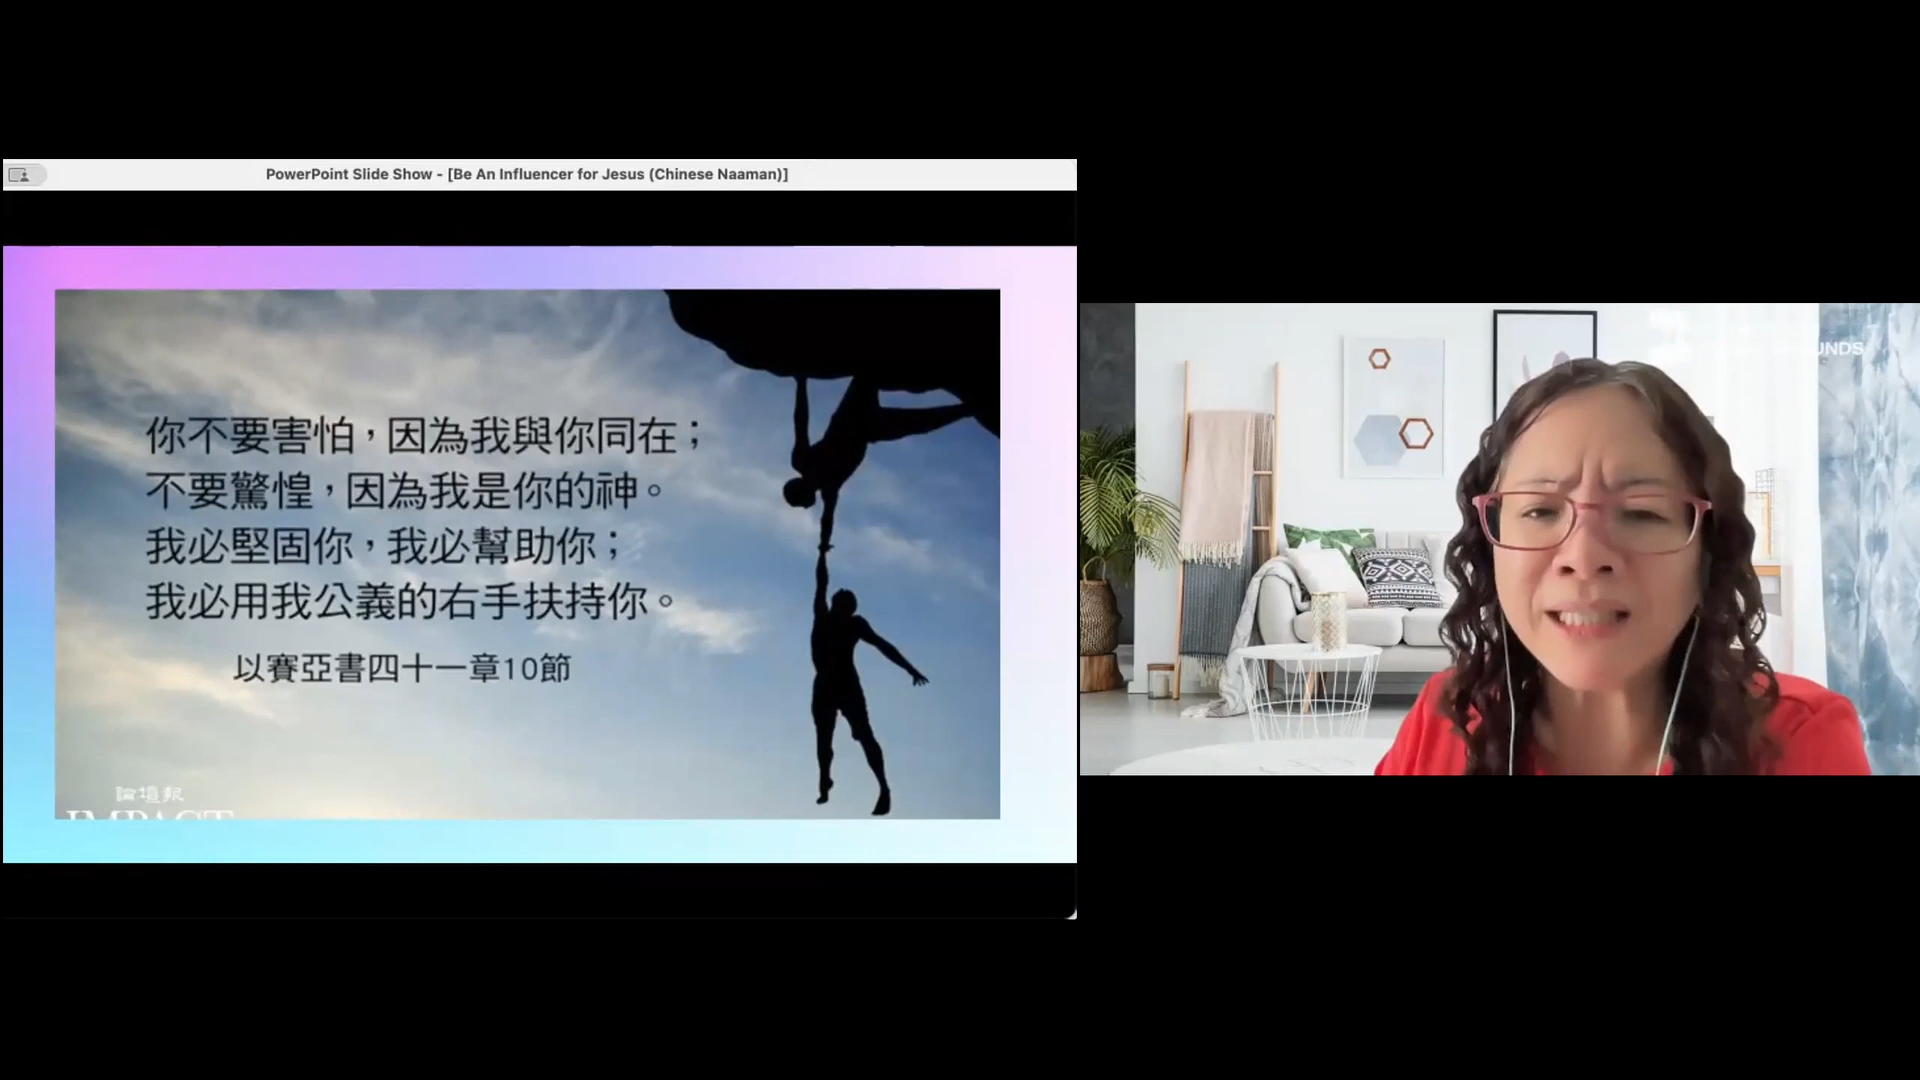 PowerPoint Slide Show - [Be An Influencer for Jesus (Chinese Naaman)]
你不要害怕，因為我與你同在；
不要驚惶，因為我是你的神。
我必堅固你，我必幫助你；
我必用我公義的右手扶持你。
以賽亞書四十一章10節
論壇報
IMPACT